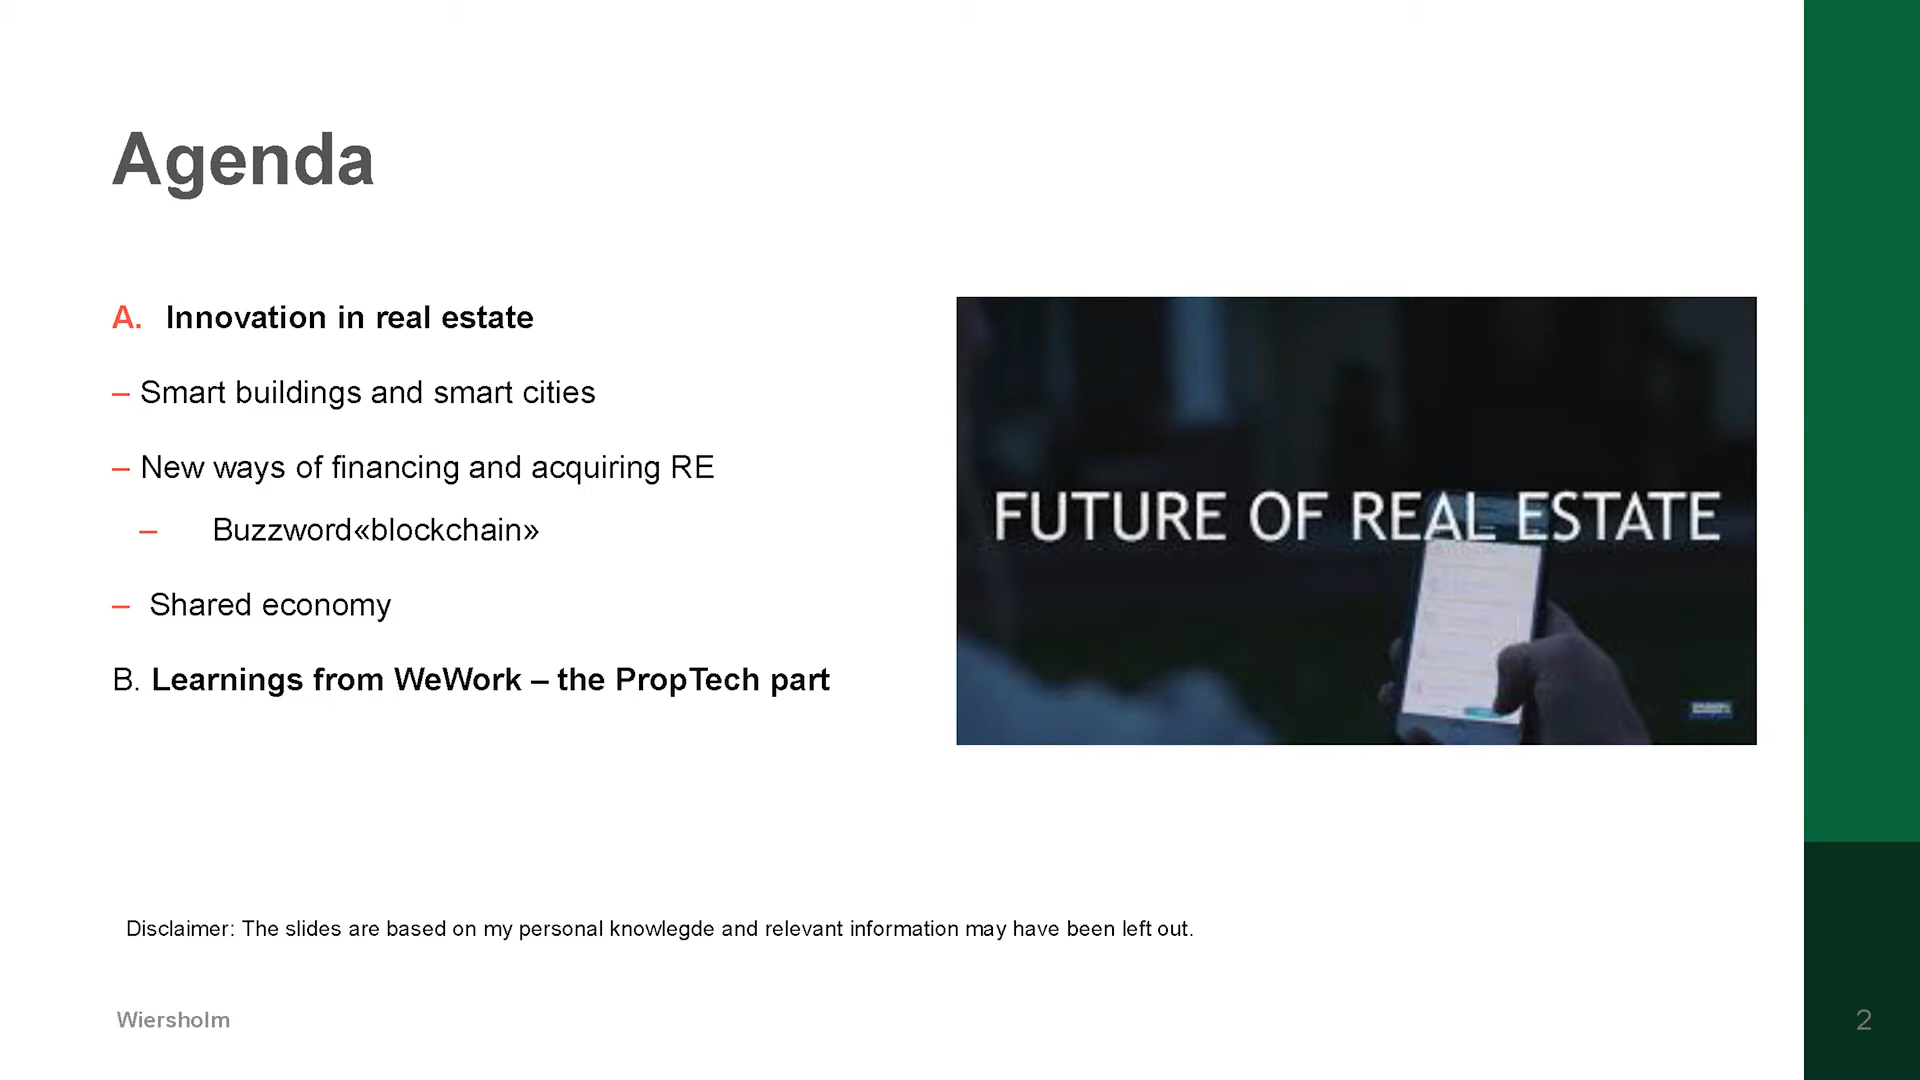 Agenda
A. Innovation in real estate
– Smart buildings and smart cities
– New ways of financing and acquiring RE
– Buzzword«blockchain»
– Shared economy
B. Learnings from WeWork – the PropTech part
FUTURE OF REAL ESTATE
Disclaimer: The slides are based on my personal knowlegde and relevant information may have been left out.
Wiersholm
2